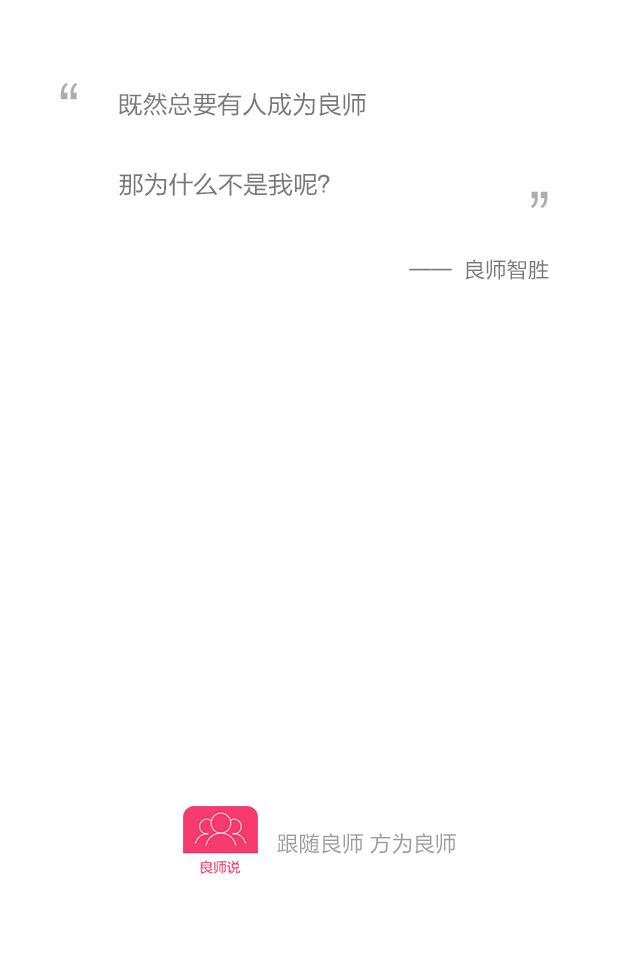 “ 既然总要有人成为良师
那为什么不是我呢? ”
—— 良师智胜
良师说
跟随良师 方为良师